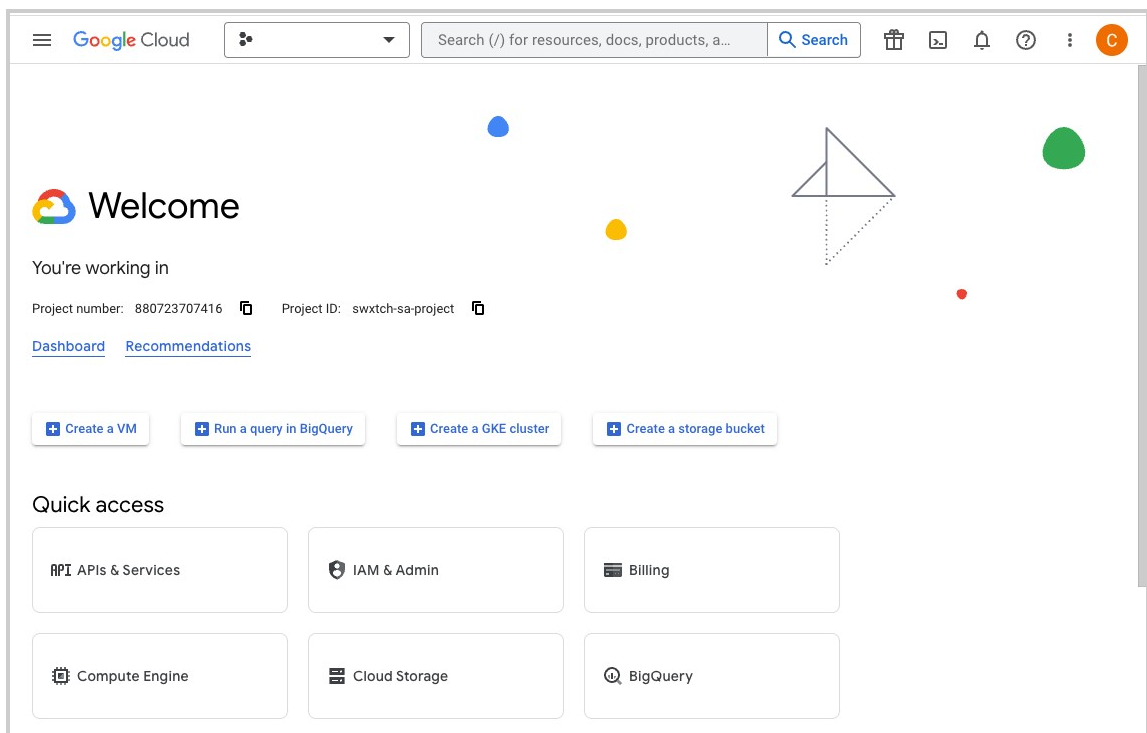 Google Cloud
Search (/) for resources, docs, products, a...
Search
C
Welcome
You're working in
Project number: 880723707416 Project ID: swxtch-sa-project
Dashboard Recommendations
Create a VM Run a query in BigQuery Create a GKE cluster Create a storage bucket
Quick access
API APIs & Services IAM & Admin Billing
Compute Engine Cloud Storage BigQuery